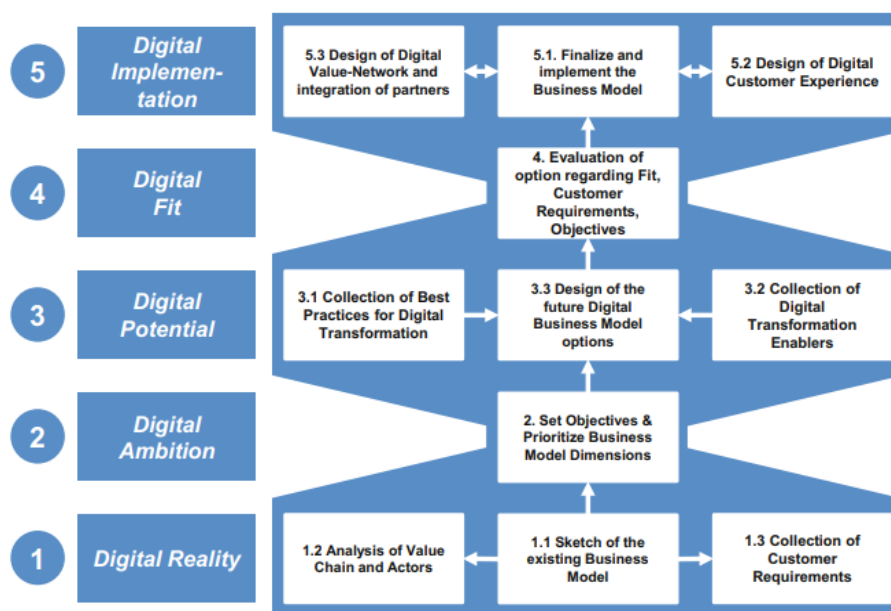 5
Digital
Implemen-
tation
5.3 Design of Digital
Value-Network and
integration of partners
5.1. Finalize and
implement the
Business Model
5.2 Design of Digital
Customer Experience
4
Digital
Fit
4. Evaluation of
option regarding Fit,
Customer
Requirements,
Objectives
3
Digital
Potential
3.1 Collection of Best
Practices for Digital
Transformation
3.3 Design of the
future Digital
Business Model
options
3.2 Collection of
Digital
Transformation
Enablers
2
Digital
Ambition
2. Set Objectives &
Prioritize Business
Model Dimensions
1
Digital Reality
1.2 Analysis of Value
Chain and Actors
1.1 Sketch of the
existing Business
Model
1.3 Collection of
Customer
Requirements